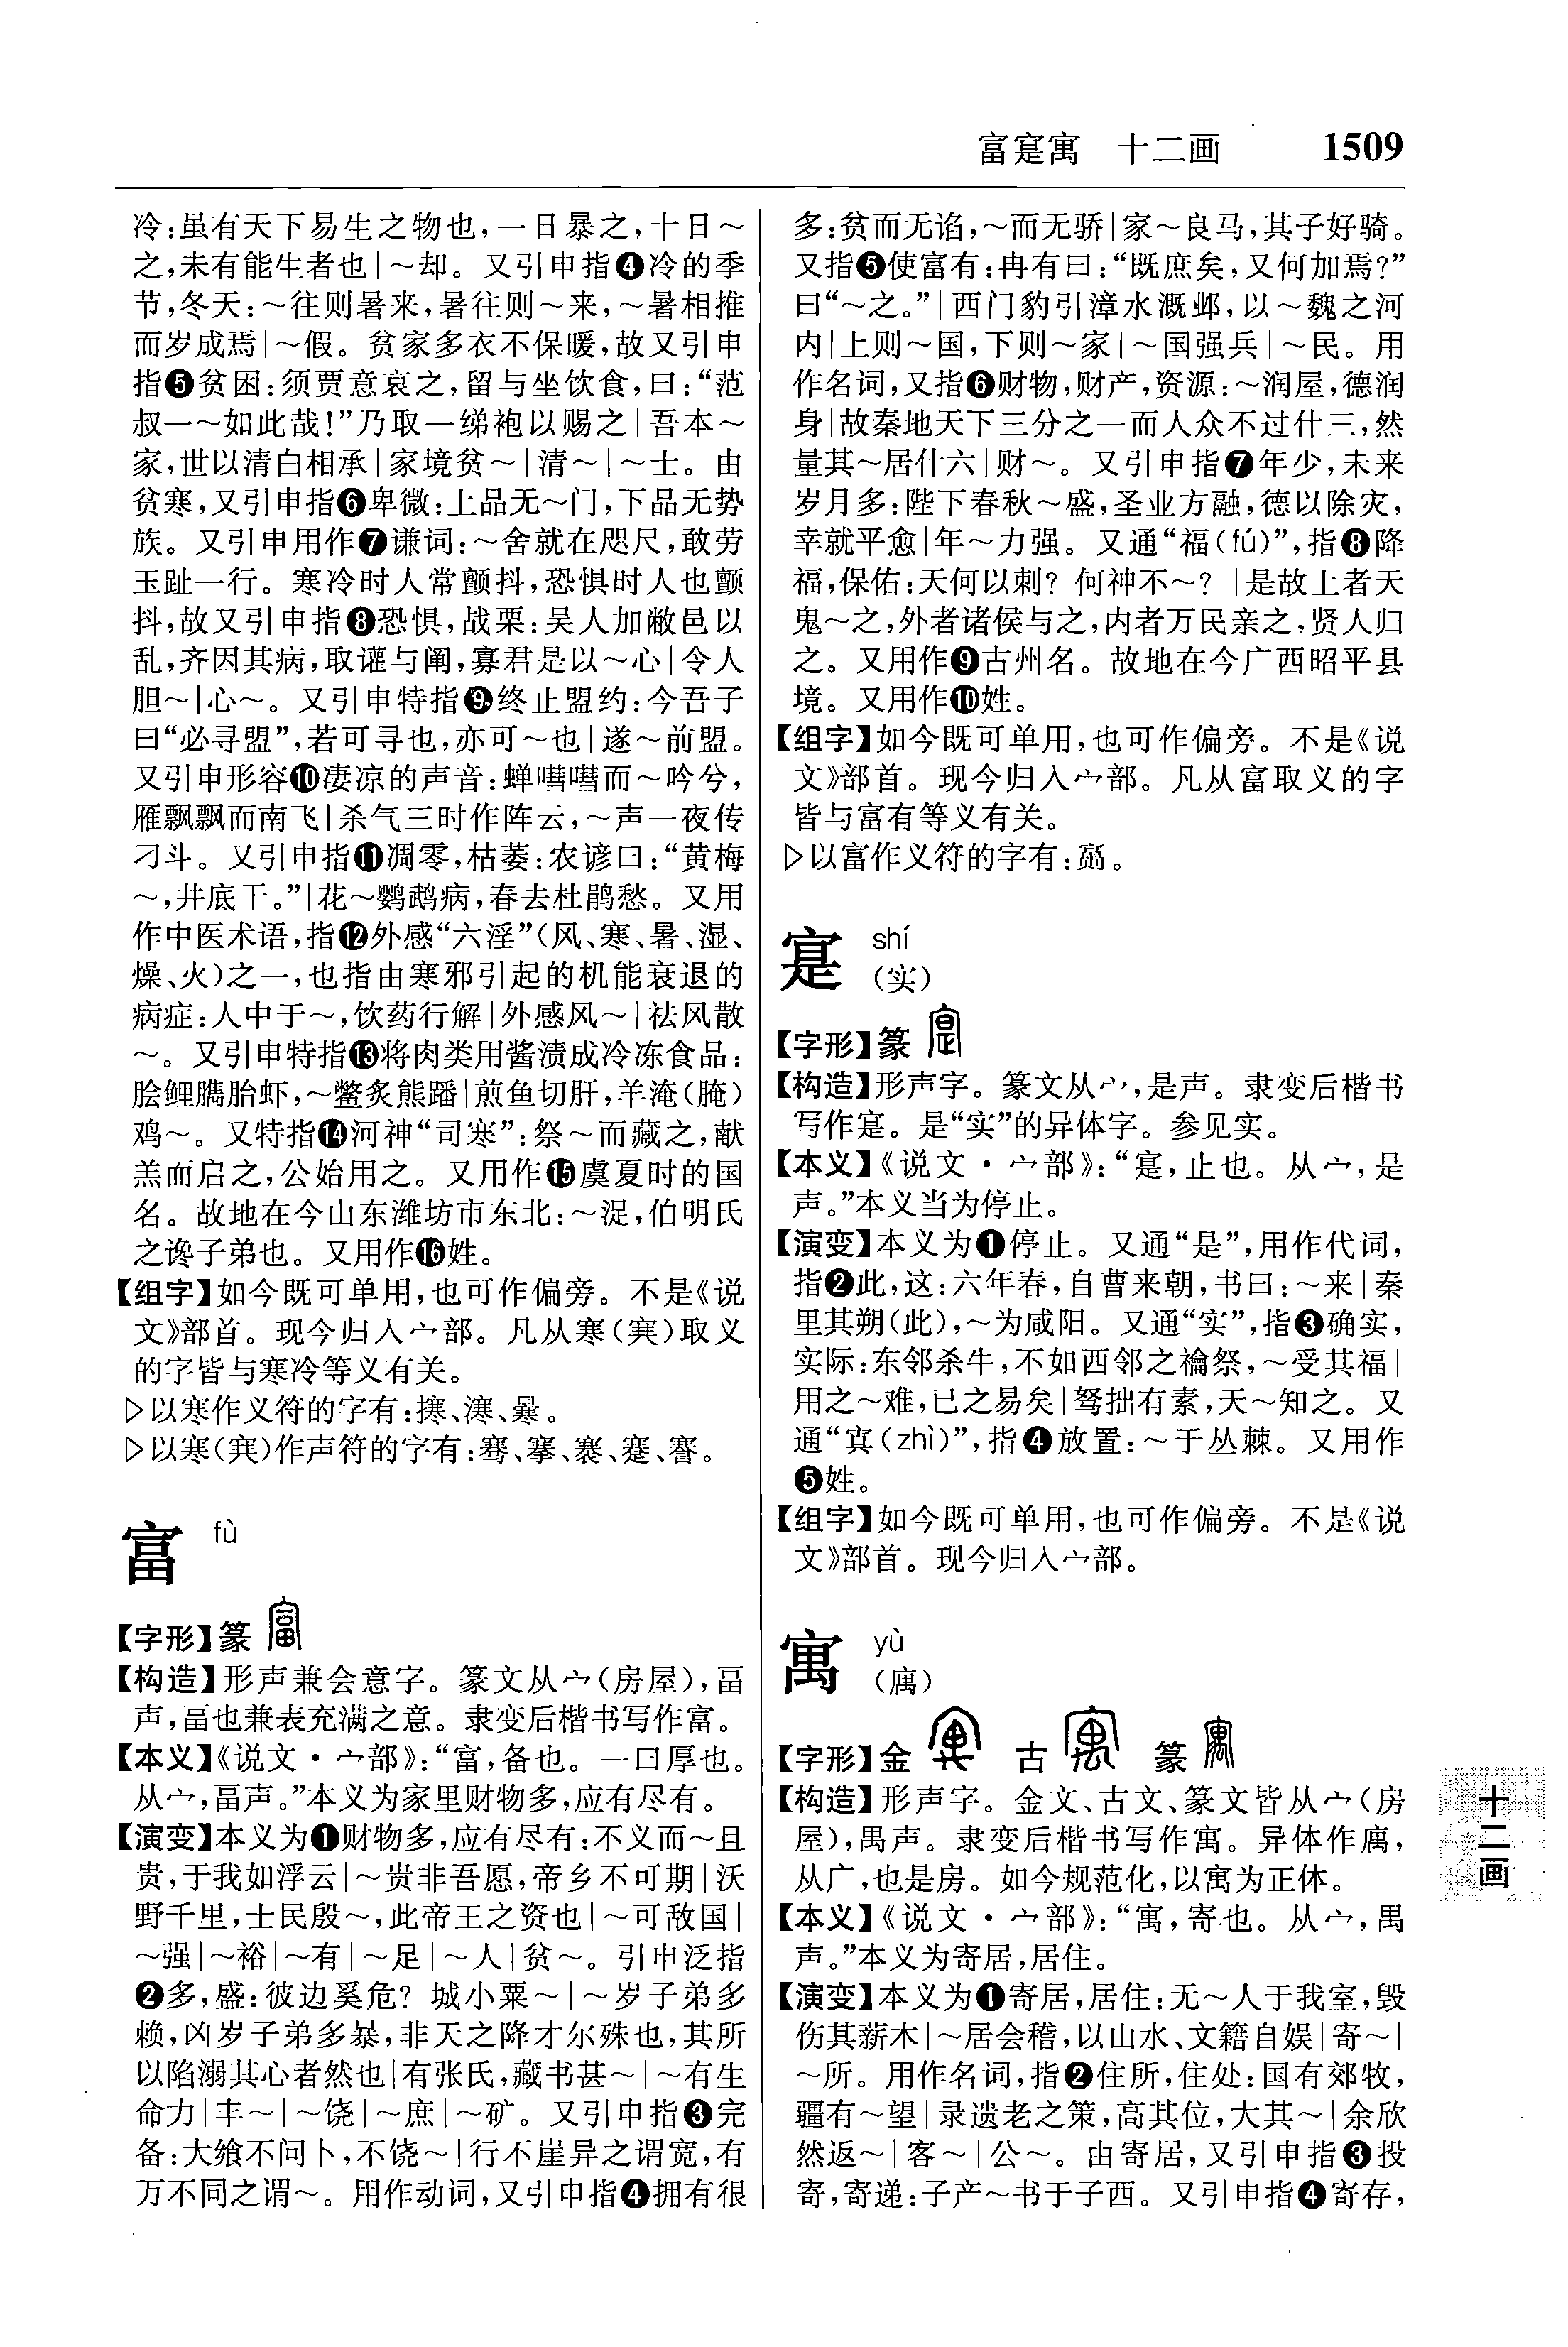 富寔寓　十二画　1509
冷:虽有天下易生之物也,一日暴之,十日～
之,未有能生者也|～却。又引申指❹冷的季
节,冬天:～往则暑来,暑往则～来,～暑相推
而岁成焉|～假。贫家多衣不保暖,故又引申
指❺贫困:须贾意哀之,留与坐饮食,曰:“范
叔一～如此哉!”乃取一绨袍以赐之|吾本～
家,世以清白相承|家境贫～|清～|～士。由
贫寒,又引申指❻卑微:上品无～门,下品无势
族。又引申用作❼谦词:～舍就在咫尺,敢劳
玉趾一行。寒冷时人常颤抖,恐惧时人也颤
抖,故又引申指❽恐惧,战栗:吴人加敝邑以
乱,齐因其病,取讙与阐,寡君是以～心|令人
胆～|心～。又引申特指❾终止盟约:今吾子
曰“必寻盟”,若可寻也,亦可～也|遂～前盟。
又引申形容❿凄凉的声音:蝉嘒嘒而～吟兮,
雁飘飘而南飞|杀气三时作阵云,～声一夜传
刁斗。又引申指⓫凋零,枯萎:农谚曰:“黄梅
～,井底干。”|花～鹦鹉病,春去杜鹃愁。又用
作中医术语,指⓬外感“六淫”(风、寒、暑、湿、
燥、火)之一,也指由寒邪引起的机能衰退的
病症:人中于～,饮药行解|外感风～|祛风散
～。又引申特指⓭将肉类用酱渍成冷冻食品:
脍鲤臇胎虾,～鳖炙熊蹯|煎鱼切肝,羊淹(腌)
鸡～。又特指⓮河神“司寒”:祭～而藏之,献
羔而启之,公始用之。又用作⓯虞夏时的国
名。故地在今山东潍坊市东北:～浞,伯明氏
之谗子弟也。又用作⓰姓。
【组字】如今既可单用,也可作偏旁。不是《说
文》部首。现今归入宀部。凡从寒(𡨄)取义
的字皆与寒冷等义有关。
▷以寒作义符的字有:㩃、㶕、㬮。
▷以寒(𡨄)作声符的字有:骞、搴、褰、蹇、謇。
富　fù
【字形】篆
【构造】形声兼会意字。篆文从宀(房屋),畐
声,畐也兼表充满之意。隶变后楷书写作富。
【本义】《说文·宀部》:“富,备也。一曰厚也。
从宀,畐声。”本义为家里财物多,应有尽有。
【演变】本义为❶财物多,应有尽有:不义而～且
贵,于我如浮云|～贵非吾愿,帝乡不可期|沃
野千里,士民殷～,此帝王之资也|～可敌国|
～强|～裕|～有|～足|～人|贫～。引申泛指
❷多,盛:彼边奚危?城小粟～|～岁子弟多
赖,凶岁子弟多暴,非天之降才尔殊也,其所
以陷溺其心者然也|有张氏,藏书甚～|～有生
命力|丰～|～饶|～庶|～矿。又引申指❸完
备:大飨不问卜,不饶～|行不崖异之谓宽,有
万不同之谓～。用作动词,又引申指❹拥有很
多:贫而无谄,～而无骄|家～良马,其子好骑。
又指❺使富有:冉有曰:“既庶矣,又何加焉?”
曰“～之。”|西门豹引漳水溉邺,以～魏之河
内|上则～国,下则～家|～国强兵|～民。用
作名词,又指❻财物,财产,资源:～润屋,德润
身|故秦地天下三分之一而人众不过什三,然
量其～居什六|财～。又引申指❼年少,未来
岁月多:陛下春秋～盛,圣业方融,德以除灾,
幸就平愈|年～力强。又通“福(fú)”,指❽降
福,保佑:天何以刺?何神不～?|是故上者天
鬼～之,外者诸侯与之,内者万民亲之,贤人归
之。又用作❾古州名。故地在今广西昭平县
境。又用作❿姓。
【组字】如今既可单用,也可作偏旁。不是《说
文》部首。现今归入宀部。凡从富取义的字
皆与富有等义有关。
▷以富作义符的字有:。
寔　shí
(实)
【字形】篆
【构造】形声字。篆文从宀,是声。隶变后楷书
写作寔。是“实”的异体字。参见实。
【本义】《说文·宀部》:“寔,止也。从宀,是
声。”本义当为停止。
【演变】本义为❶停止。又通“是”,用作代词,
指❷此,这:六年春,自曹来朝,书曰:～来|秦
里其朔(此),～为咸阳。又通“实”,指❸确实,
实际:东邻杀牛,不如西邻之禴祭,～受其福|
用之～难,已之易矣|驽拙有素,天～知之。又
通“寘(zhì)”,指❹放置:～于丛棘。又用作
❺姓。
【组字】如今既可单用,也可作偏旁。不是《说
文》部首。现今归入宀部。
寓　yù
(庽)
【字形】金　古　篆
【构造】形声字。金文、古文、篆文皆从宀(房
屋),禺声。隶变后楷书写作寓。异体作庽,
从广,也是房。如今规范化,以寓为正体。
【本义】《说文·宀部》:“寓,寄也。从宀,禺
声。”本义为寄居,居住。
【演变】本义为❶寄居,居住:无～人于我室,毁
伤其薪木|～居会稽,以山水、文籍自娱|寄～|
～所。用作名词,指❷住所,住处:国有郊牧,
疆有～望|录遗老之策,高其位,大其～|余欣
然返～|客～|公～。由寄居,又引申指❸投
寄,寄递:子产～书于子西。又引申指❹寄存,
十二画